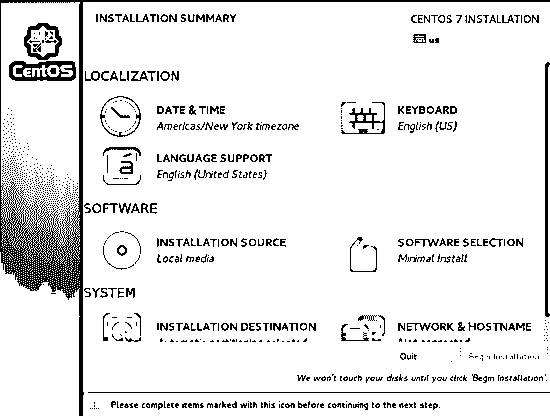 INSTALLATION SUMMARY
CENTOS 7 INSTALLATION
us
CentOS
LOCALIZATION
DATE & TIME
Americas/New York timezone
KEYBOARD
English (US)
LANGUAGE SUPPORT
English (United States)
SOFTWARE
INSTALLATION SOURCE
Local media
SOFTWARE SELECTION
Minimal Install
SYSTEM
INSTALLATION DESTINATION
NETWORK & HOSTNAME
Quit
Begin Installation
We won't touch your disks until you click 'Begin Installation'.
Please complete items marked with this icon before continuing to the next step.